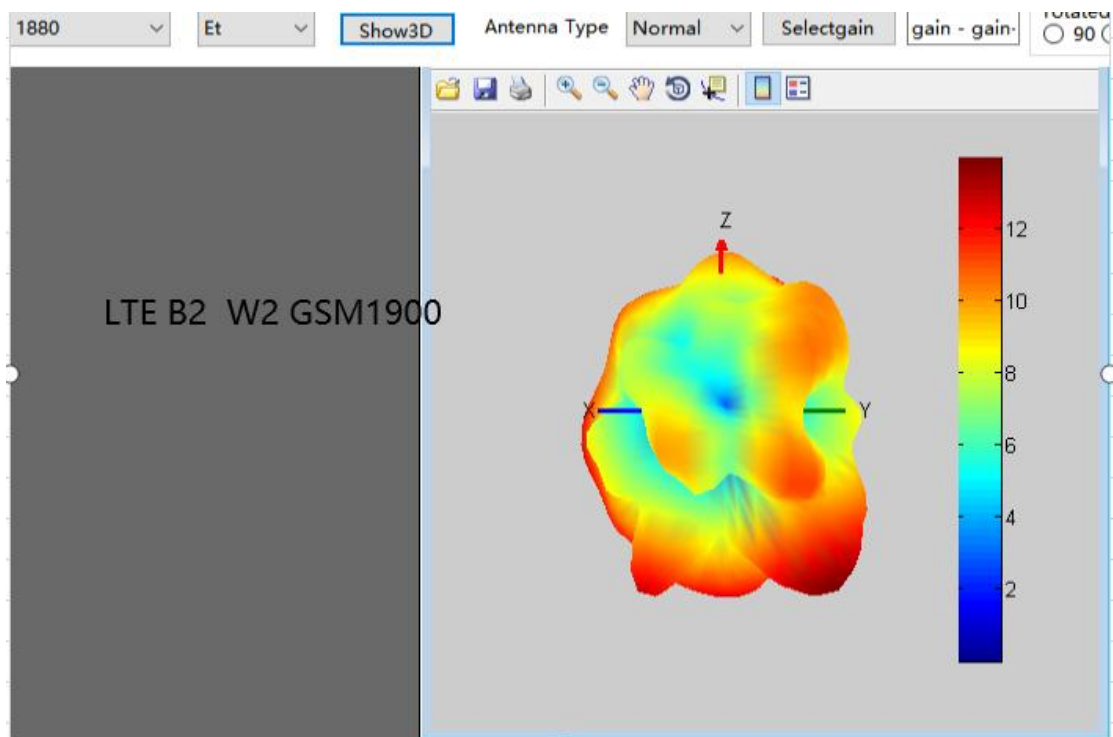 1880 Et Show3D Antenna Type Normal Selectgain gain - gain- rotated
90
Z
12
LTE B2 W2 GSM1900
10
8
X Y
6
4
2